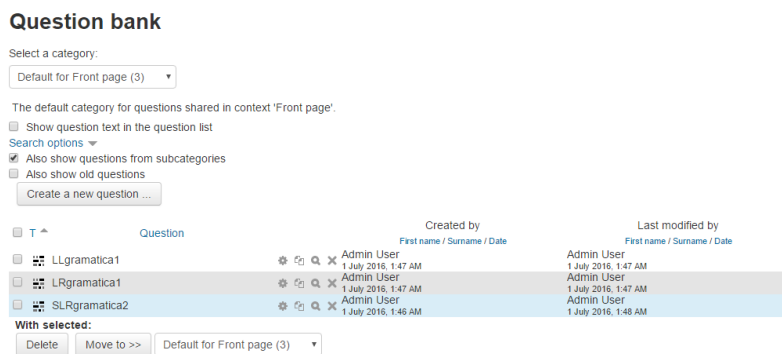 Question bank
Select a category:
Default for Front page (3)
The default category for questions shared in context 'Front page'.
Show question text in the question list
Search options
Also show questions from subcategories
Also show old questions
Create a new question ...
T Question Created by Last modified by
First name / Surname / Date First name / Surname / Date
LLgramatica1 Admin User Admin User
1 July 2016, 1:47 AM 1 July 2016, 1:47 AM
LRgramatica1 Admin User Admin User
1 July 2016, 1:47 AM 1 July 2016, 1:47 AM
SLRgramatica2 Admin User Admin User
1 July 2016, 1:46 AM 1 July 2016, 1:48 AM
With selected:
Delete Move to >> Default for Front page (3)